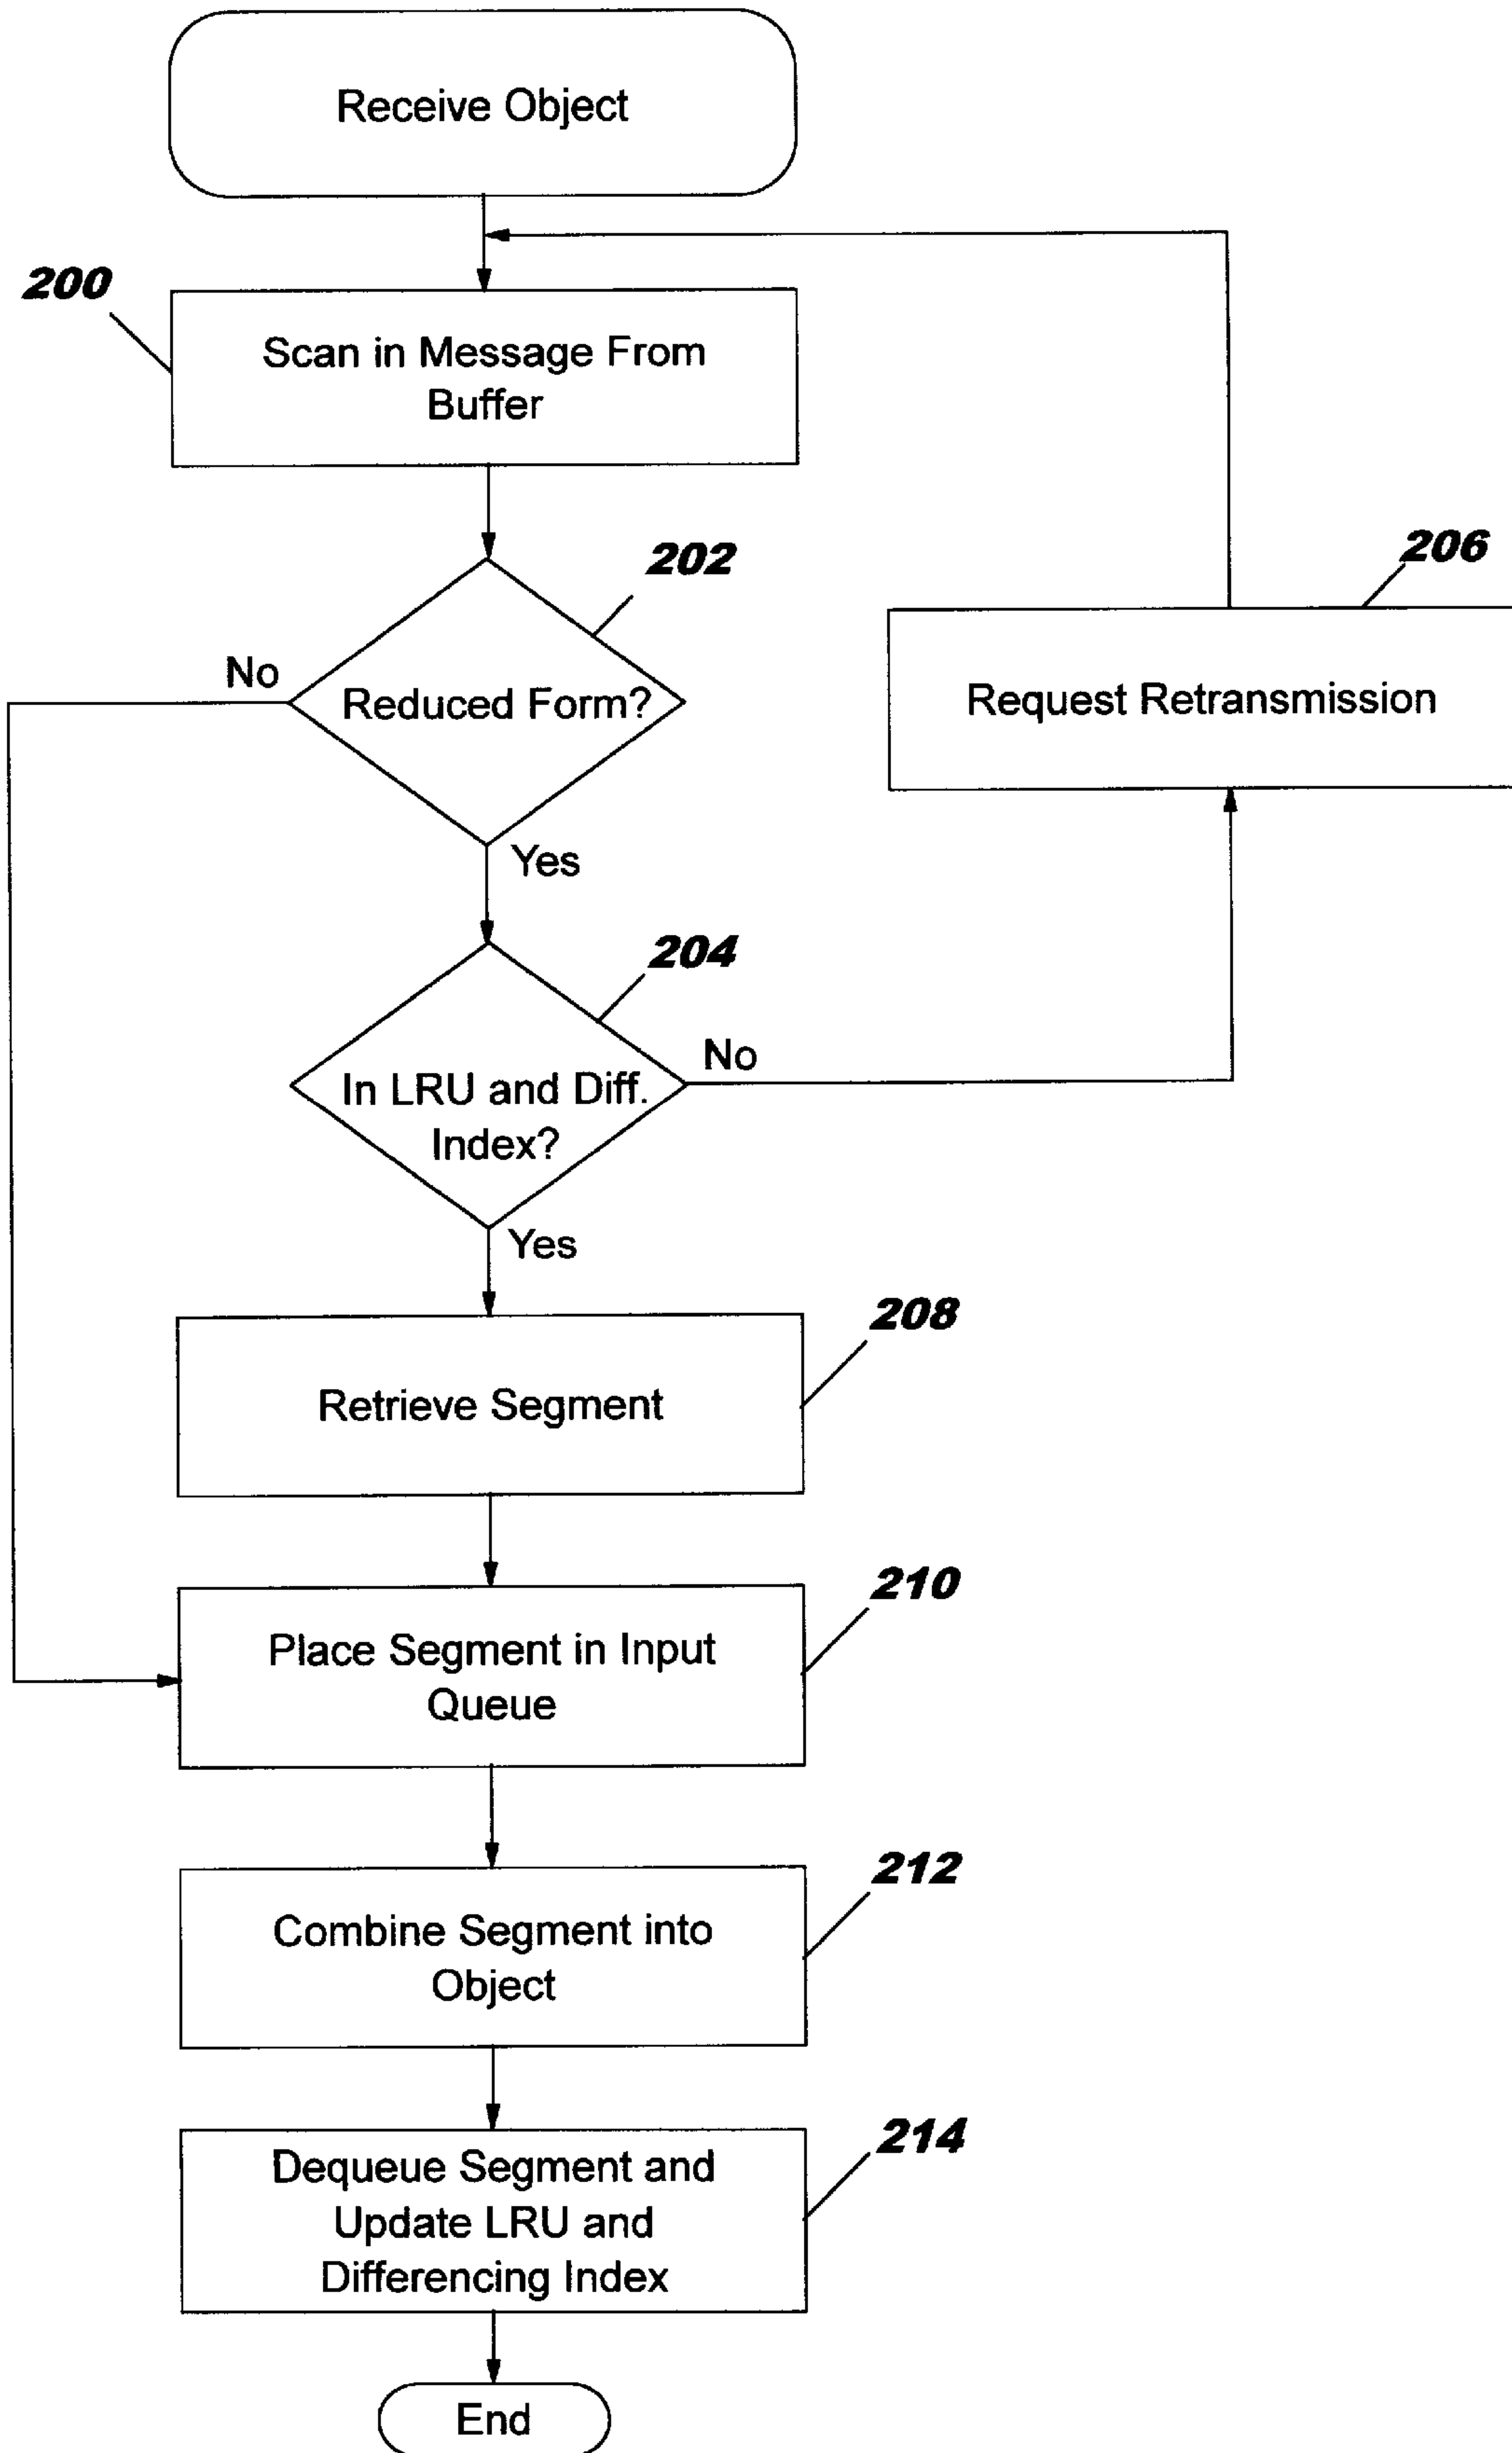 Receive Object
200
Scan in Message From
Buffer
202
206
No
Reduced Form?
Request Retransmission
Yes
204
No
In LRU and Diff.
Index?
Yes
208
Retrieve Segment
210
Place Segment in Input
Queue
212
Combine Segment into
Object
214
Dequeue Segment and
Update LRU and
Differencing Index
End